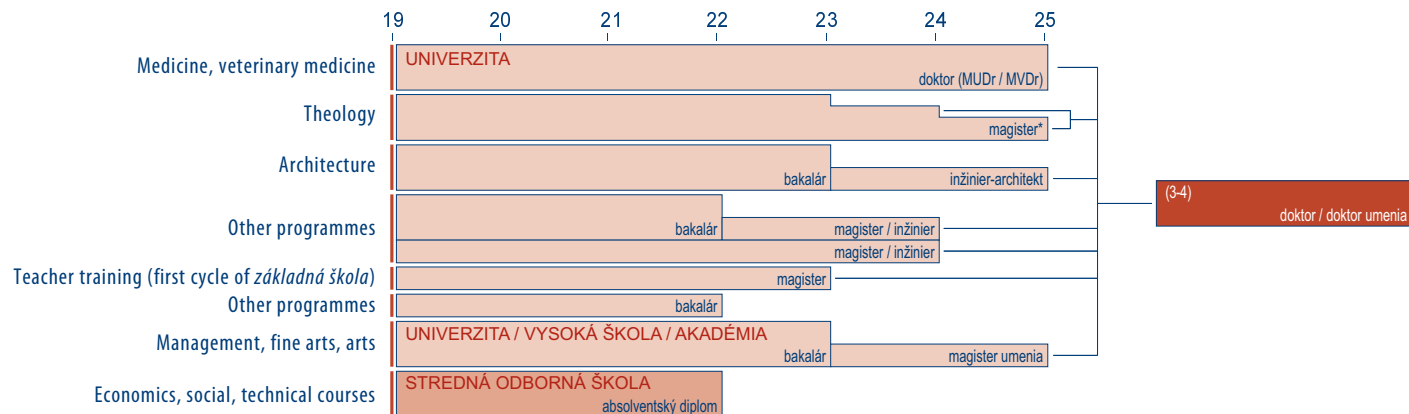 19 20 21 22 23 24 25
Medicine, veterinary medicine
UNIVERZITA
doktor (MUDr / MVDr)
Theology
magister*
Architecture
bakalár
inžinier-architekt
(3-4)
doktor / doktor umenia
Other programmes
bakalár
magister / inžinier
magister / inžinier
Teacher training (first cycle of základná škola)
magister
Other programmes
bakalár
Management, fine arts, arts
UNIVERZITA / VYSOKÁ ŠKOLA / AKADÉMIA
bakalár
magister umenia
Economics, social, technical courses
STREDNÁ ODBORNÁ ŠKOLA
absolventský diplom